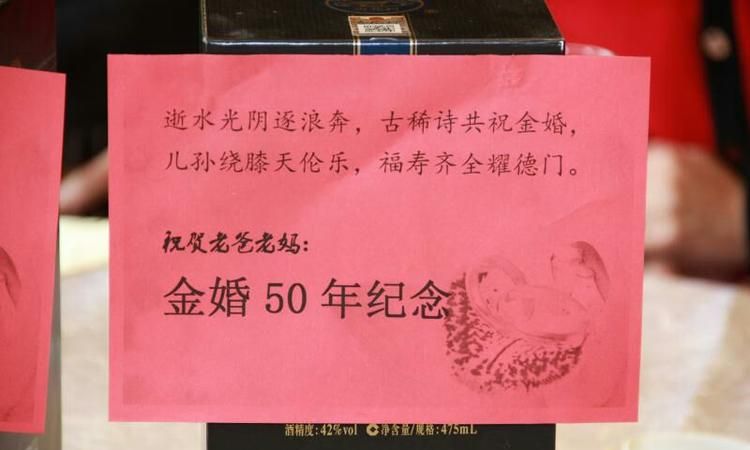 逝水光阴逐浪奔，古稀诗共祝金婚，
儿孙绕膝天伦乐，福寿齐全耀德门。
祝贺老爸老妈：
金婚50年纪念
酒精度:42%vol 净含量/规格:475mL